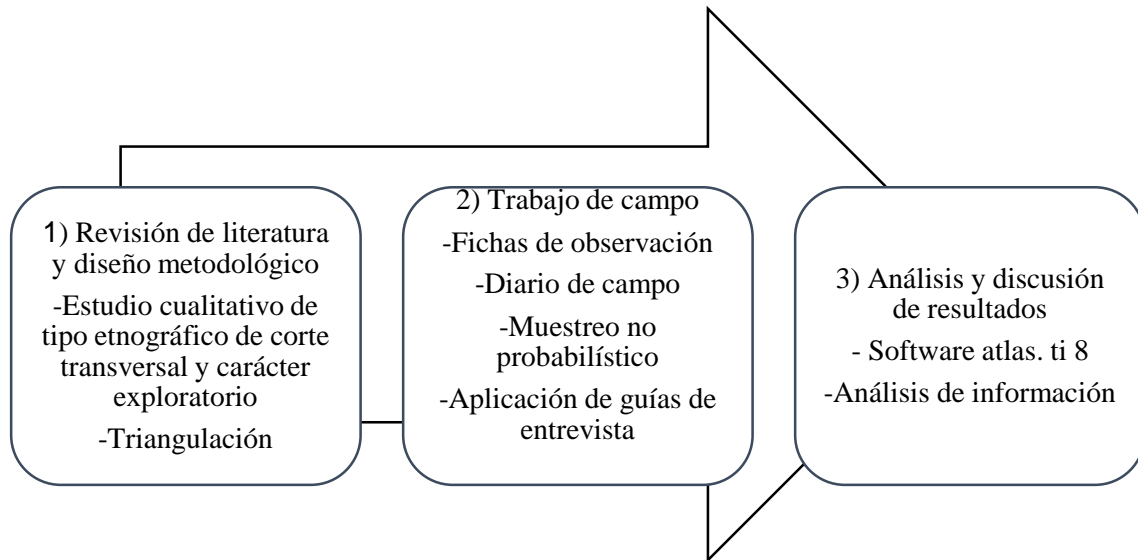 1) Revisión de literatura
y diseño metodológico
-Estudio cualitativo de
tipo etnográfico de corte
transversal y carácter
exploratorio
-Triangulación
2) Trabajo de campo
-Fichas de observación
-Diario de campo
-Muestreo no
probabilístico
-Aplicación de guías de
entrevista
3) Análisis y discusión
de resultados
- Software atlas. ti 8
-Análisis de información